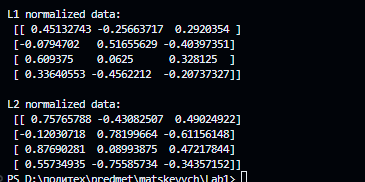 L1 normalized data:
[[ 0.45132743 -0.25663717  0.2920354 ]
[-0.0794702   0.51655629 -0.40397351]
[ 0.609375    0.0625      0.328125  ]
[ 0.33640553 -0.4562212  -0.20737327]]
L2 normalized data:
[[ 0.75765788 -0.43082507  0.49024922]
[-0.12030718  0.78199664 -0.61156148]
[ 0.87690281  0.08993875  0.47217844]
[ 0.55734935 -0.75585734 -0.34357152]]
PS D:\политех\predmet\matskevych\Lab1>